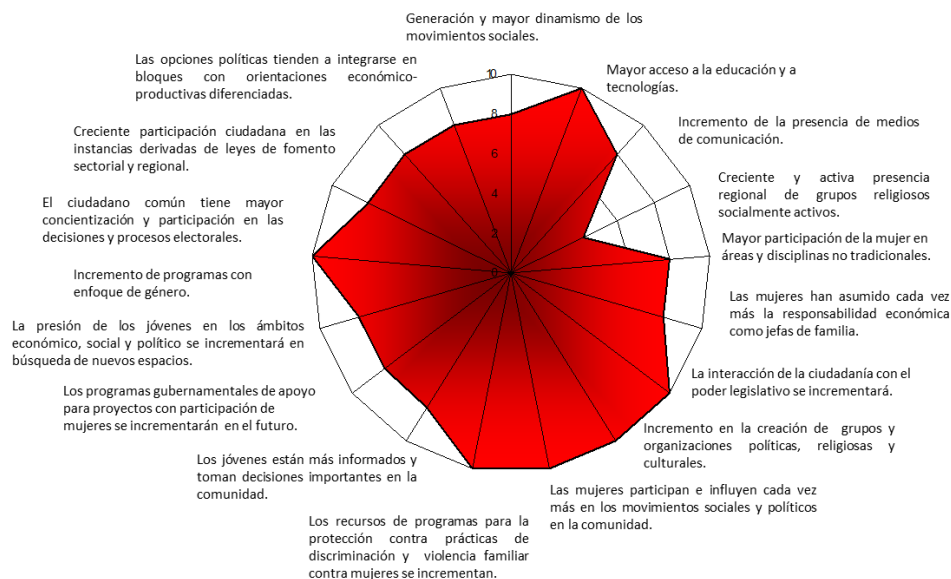 Generación y mayor dinamismo de los
movimientos sociales.
Mayor acceso a la educación y a
tecnologías.
Incremento de la presencia de medios
de comunicación.
Creciente y activa presencia
regional de grupos religiosos
socialmente activos.
Mayor participación de la mujer en
áreas y disciplinas no tradicionales.
Las mujeres han asumido cada vez
más la responsabilidad económica
como jefas de familia.
La interacción de la ciudadanía con el
poder legislativo se incrementará.
Incremento en la creación de grupos y
organizaciones políticas, religiosas y
culturales.
Las mujeres participan e influyen cada vez
más en los movimientos sociales y políticos
en la comunidad.
Los recursos de programas para la
protección contra prácticas de
discriminación y violencia familiar
contra mujeres se incrementan.
Los jóvenes están más informados y
toman decisiones importantes en la
comunidad.
Los programas gubernamentales de apoyo
para proyectos con participación de
mujeres se incrementarán en el futuro.
La presión de los jóvenes en los ámbitos
económico, social y político se incrementará en
búsqueda de nuevos espacios.
Incremento de programas con
enfoque de género.
El ciudadano común tiene mayor
concientización y participación en las
decisiones y procesos electorales.
Creciente participación ciudadana en las
instancias derivadas de leyes de fomento
sectorial y regional.
Las opciones políticas tienden a integrarse en
bloques con orientaciones económico-
productivas diferenciadas.
10
8
6
4
2
0